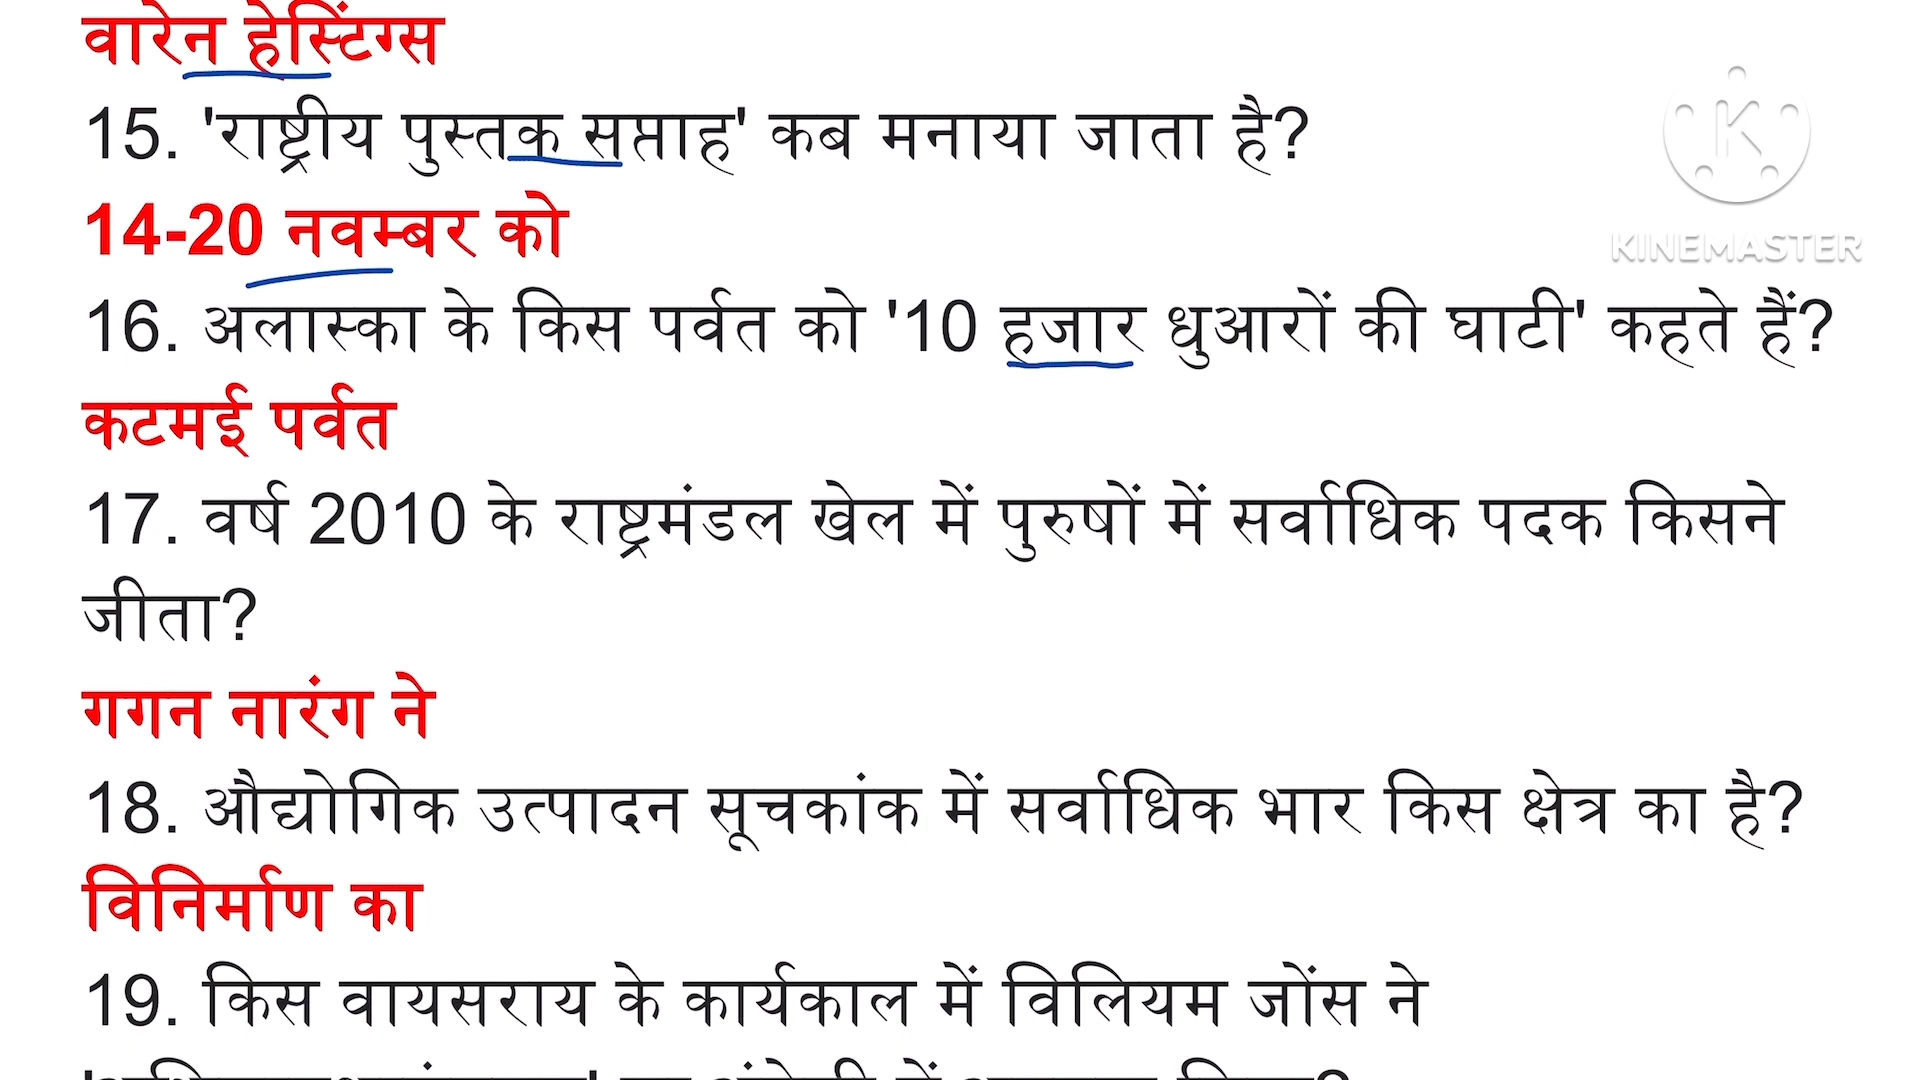 वारेन हेस्टिंग्स
15. 'राष्ट्रीय पुस्तक सप्ताह' कब मनाया जाता है?
14-20 नवम्बर को
16. अलास्का के किस पर्वत को '10 हजार धुआरों की घाटी' कहते हैं?
कटमई पर्वत
17. वर्ष 2010 के राष्ट्रमंडल खेल में पुरुषों में सर्वाधिक पदक किसने
जीता?
गगन नारंग ने
18. औद्योगिक उत्पादन सूचकांक में सर्वाधिक भार किस क्षेत्र का है?
विनिर्माण का
19. किस वायसराय के कार्यकाल में विलियम जोंस ने
KINEMASTER